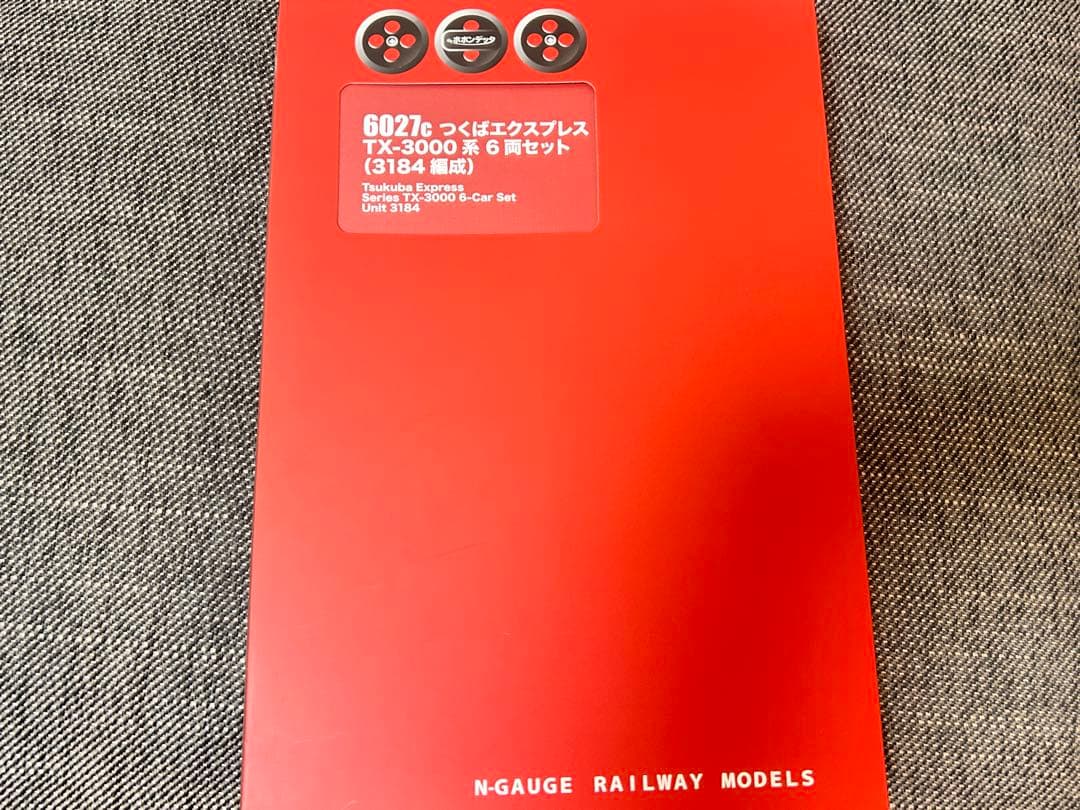 ポポンデッタ
6027c つくばエクスプレス
TX-3000 系 6 両セット
(3184 編成)
Tsukuba Express
Series TX-3000 6-Car Set
Unit 3184
N-GAUGE RAILWAY MODELS